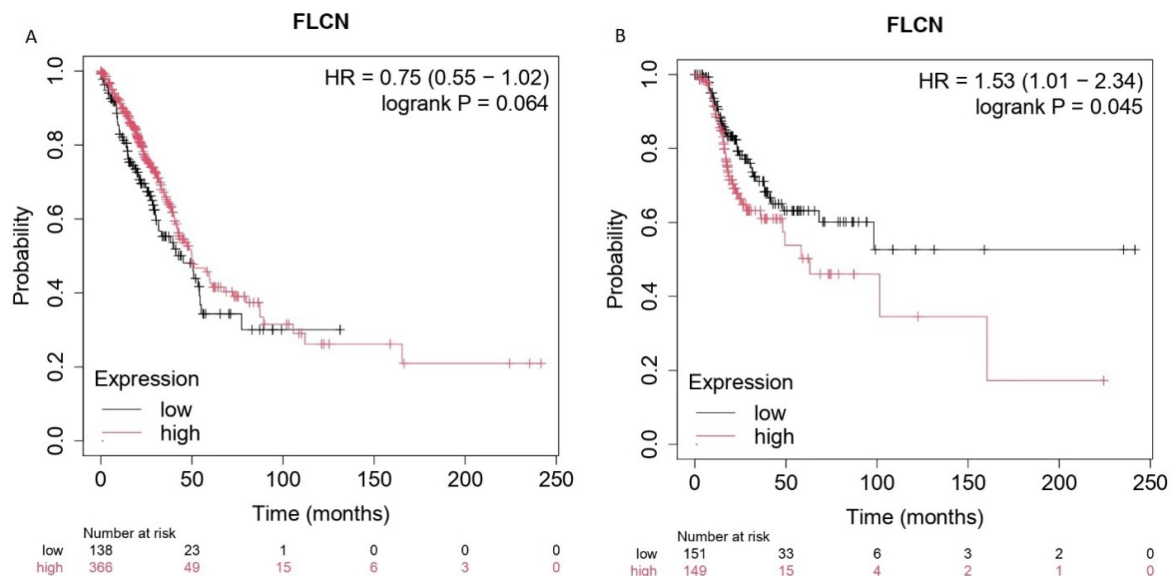 A
FLCN
HR = 0.75 (0.55 − 1.02)
logrank P = 0.064
Probability
0.0 0.2 0.4 0.6 0.8 1.0
Expression
low
high
0 50 100 150 200 250
Time (months)
Number at risk
low 138 23 1 0 0 0
high 366 49 15 6 3 0
B
FLCN
HR = 1.53 (1.01 − 2.34)
logrank P = 0.045
Probability
0.0 0.2 0.4 0.6 0.8 1.0
Expression
low
high
0 50 100 150 200 250
Time (months)
Number at risk
low 151 33 6 3 2 0
high 149 15 4 2 1 0